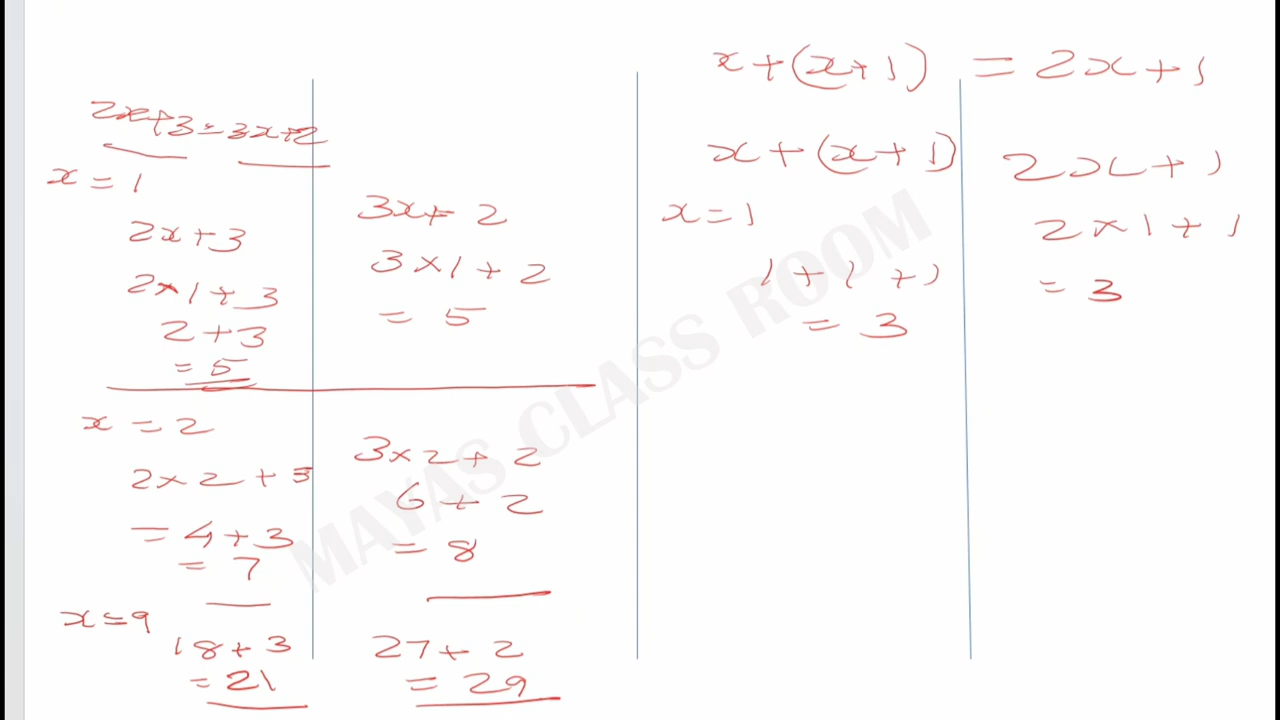 2x+3=3x+2
x = 1
2x+3
2×1+3
2+3
= 5
3x+ 2
3×1+ 2
= 5
x = 2
2× 2 + 3
= 4+3
= 7
3×2+ 2
6 + 2
= 8
x=9
18+ 3
= 21
27+ 2
= 29
x+(x+1) = 2x+1
x+(x+1)
x=1
1+1 +1
= 3
2x+1
2×1+1
= 3
MAYAS CLASS ROOM